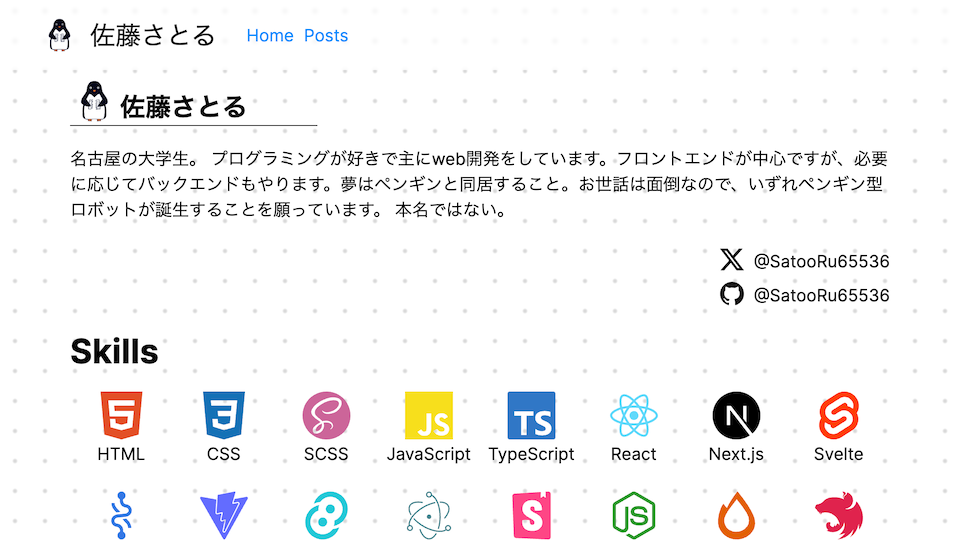 佐藤さとる Home Posts
佐藤さとる
名古屋の大学生。 プログラミングが好きで主にweb開発をしています。フロントエンドが中心ですが、必要
に応じてバックエンドもやります。夢はペンギンと同居すること。お世話は面倒なので、いずれペンギン型
ロボットが誕生することを願っています。 本名ではない。
@SatooRu65536
@SatooRu65536
Skills
5 3 JS TS N
HTML CSS SCSS JavaScript TypeScript React Next.js Svelte
S JS